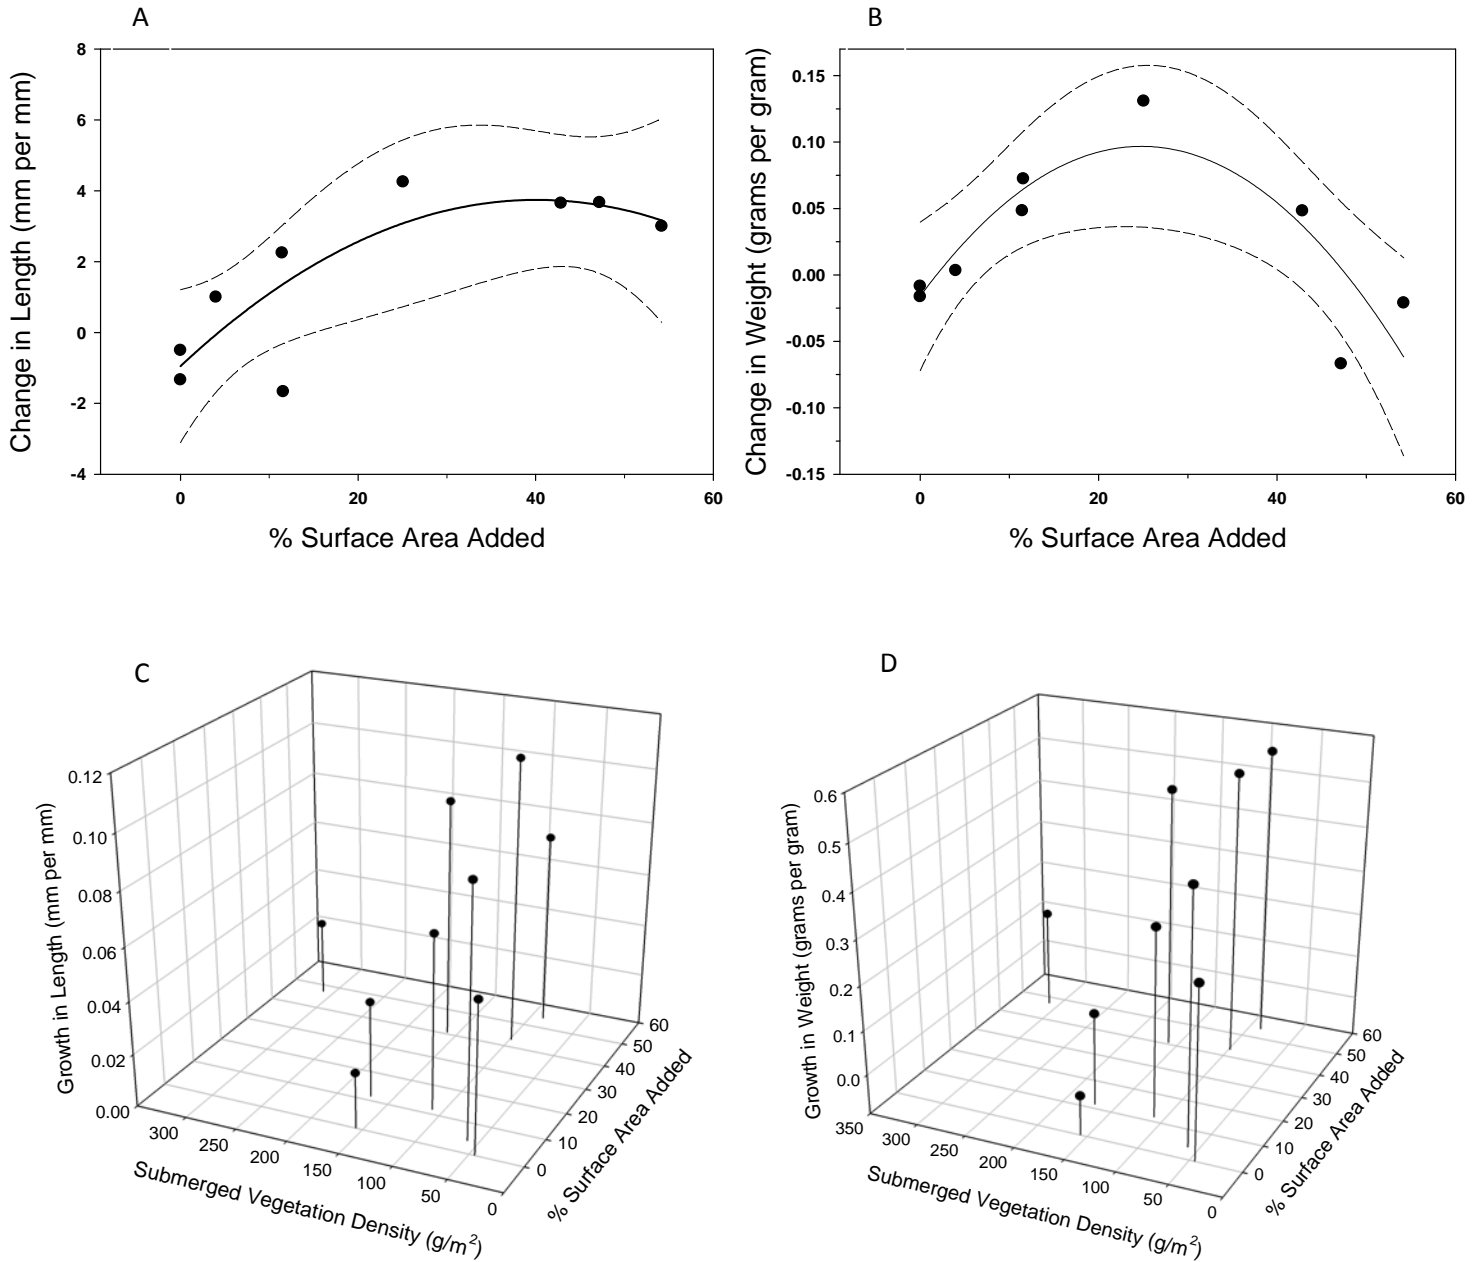 A
B
8
6
4
2
0
-2
-4
0 20 40 60
Change in Length (mm per mm)
% Surface Area Added
0.15
0.10
0.05
0.00
-0.05
-0.10
-0.15
0 20 40 60
Change in Weight (grams per gram)
% Surface Area Added
C
D
0.12
0.10
0.08
0.06
0.04
0.02
0.00
Growth in Length (mm per mm)
300 250 200 150 100 50 0
Submerged Vegetation Density (g/m²)
0 10 20 30 40 50 60
% Surface Area Added
0.6
0.5
0.4
0.3
0.2
0.1
0.0
Growth in Weight (grams per gram)
350 300 250 200 150 100 50 0
Submerged Vegetation Density (g/m²)
0 10 20 30 40 50 60
% Surface Area Added